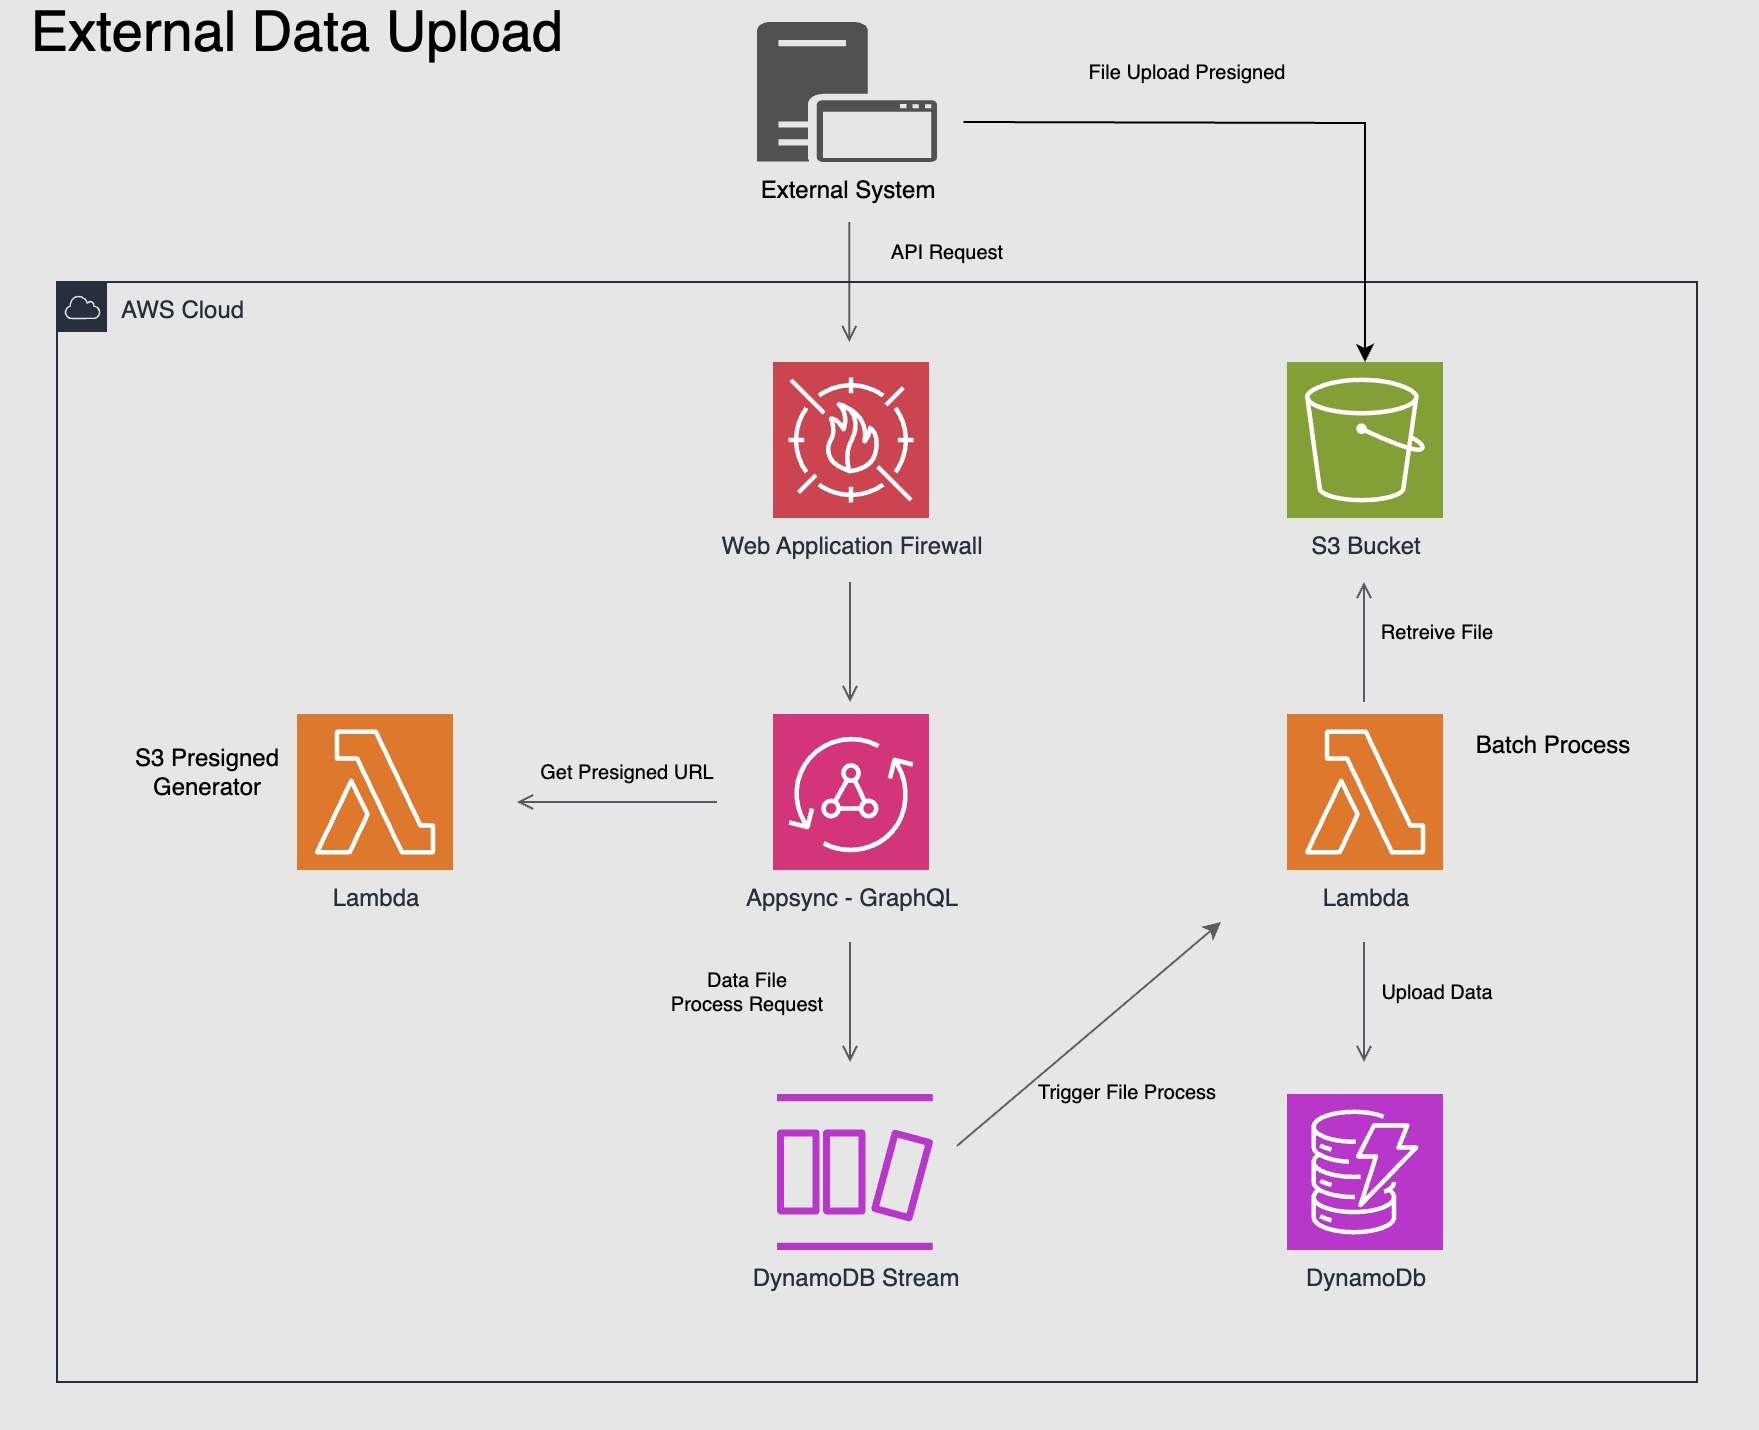 External Data Upload
File Upload Presigned
External System
API Request
AWS Cloud
Web Application Firewall
S3 Bucket
Retreive File
S3 Presigned
Generator
Get Presigned URL
Batch Process
Lambda
Appsync - GraphQL
Lambda
Data File
Process Request
Upload Data
Trigger File Process
DynamoDB Stream
DynamoDb